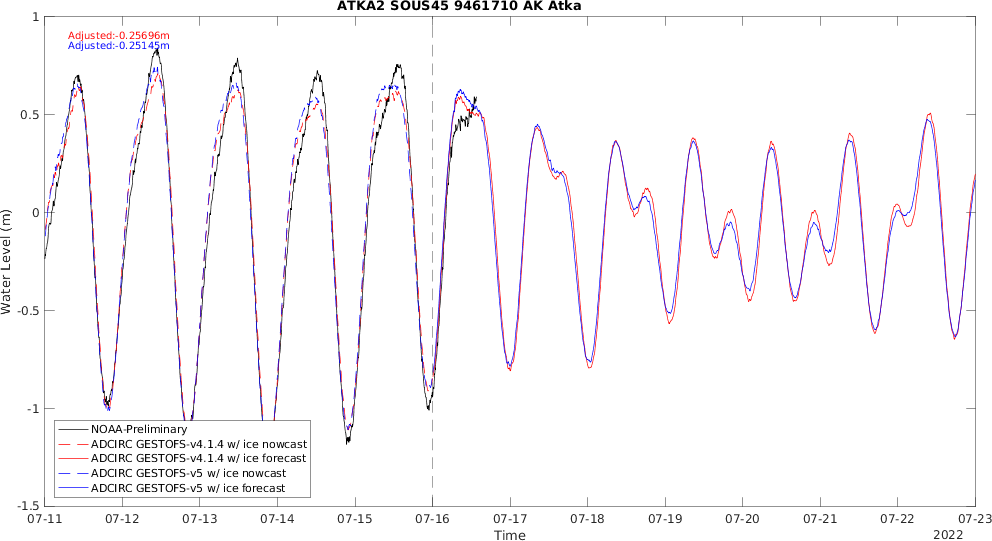 ATKA2 SOUS45 9461710 AK Atka
Adjusted:-0.25696m
Adjusted:-0.25145m
Water Level (m)
1
0.5
0
-0.5
-1
-1.5
NOAA-Preliminary
ADCIRC GESTOFS-v4.1.4 w/ ice nowcast
ADCIRC GESTOFS-v4.1.4 w/ ice forecast
ADCIRC GESTOFS-v5 w/ ice nowcast
ADCIRC GESTOFS-v5 w/ ice forecast
07-11 07-12 07-13 07-14 07-15 07-16 07-17 07-18 07-19 07-20 07-21 07-22 07-23
Time
2022